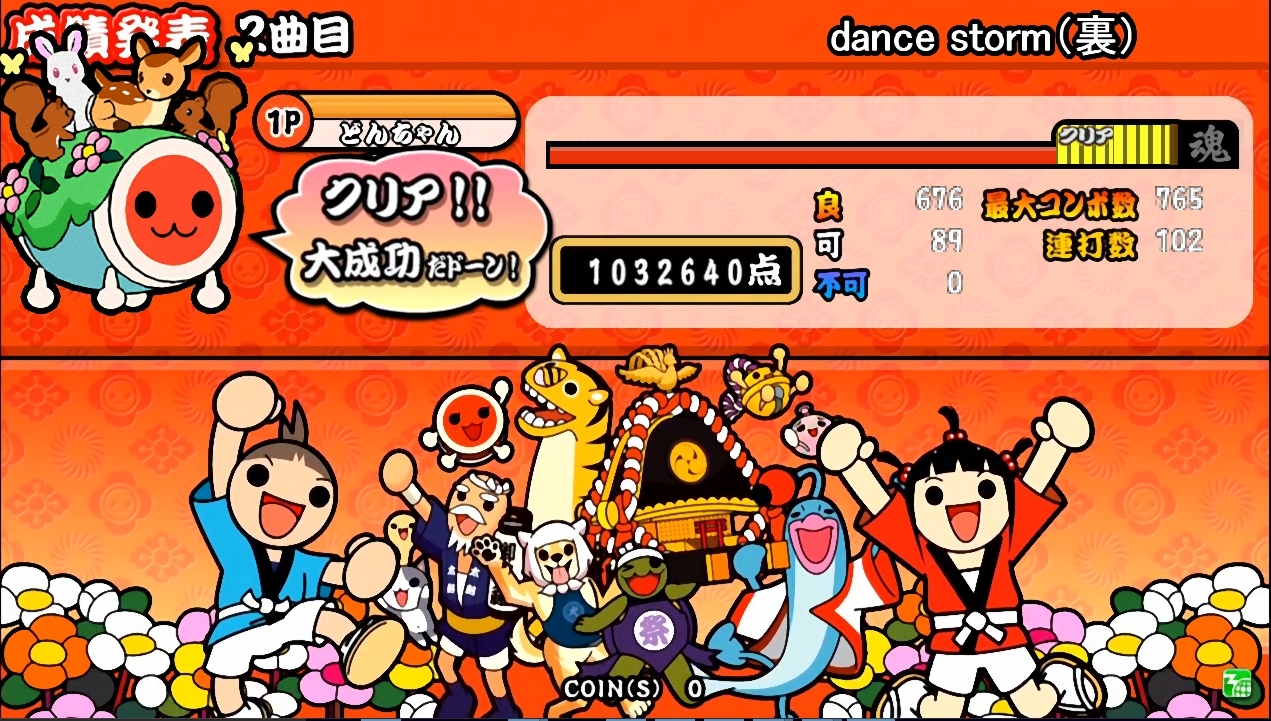 成績発表 2曲目
dance storm(裏)
1P
どんちゃん
クリア!!
大成功だドーン!
クリア
魂
良 676
可 89
不可 0
最大コンボ数 765
連打数 102
1032640点
祭
COIN(S) 0